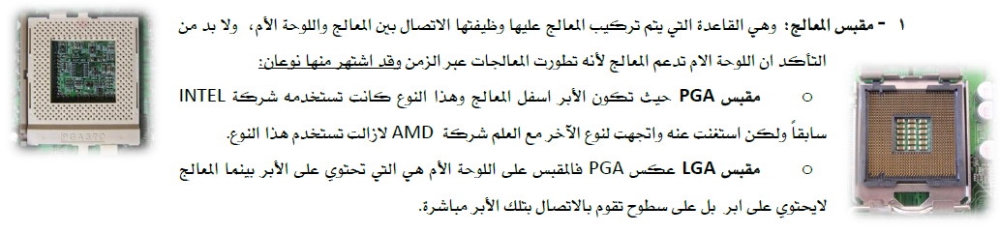 ١ - مقبس المعالج: وهي القاعدة التي يتم تركيب المعالج عليها وظيفتها الاتصال بين المعالج واللوحة الأم، ولا بد من
التأكد ان اللوحة الام تدعم المعالج لأنه تطورت المعالجات عبر الزمن وقد اشتهر منها نوعان:
o مقبس PGA حيث تكون الأبر اسفل المعالج وهذا النوع كانت تستخدمه شركة INTEL
سابقاً ولكن استغنت عنه واتجهت لنوع الآخر مع العلم شركة AMD لازالت تستخدم هذا النوع.
o مقبس LGA عكس PGA فالمقبس على اللوحة الأم هي التي تحتوي على الأبر بينما المعالج
لايحتوي على ابر بل على سطوح تقوم بالاتصال بتلك الأبر مباشرة.
PGA370